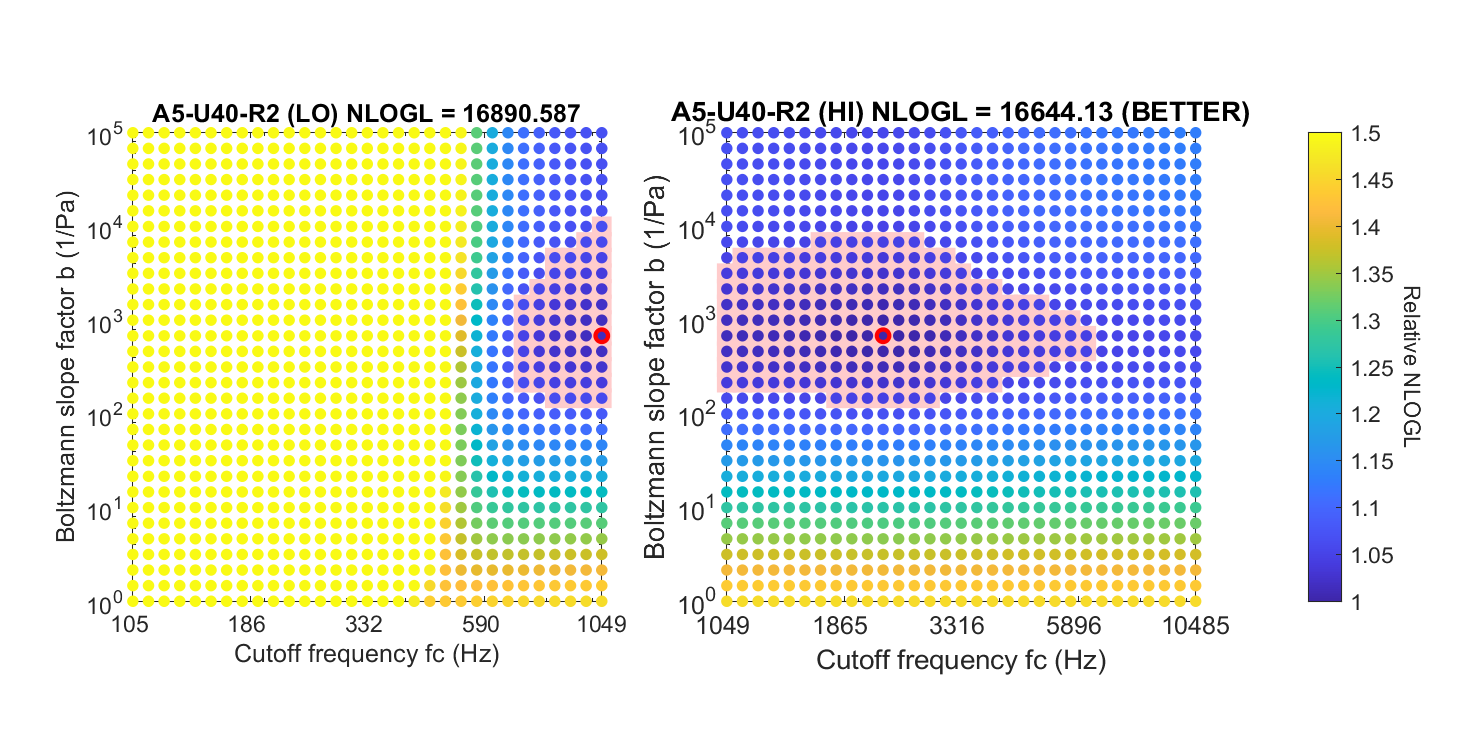 A5-U40-R2 (LO) NLOGL = 16890.587
10^5
10^4
10^3
10^2
10^1
10^0
Boltzmann slope factor b (1/Pa)
105 186 332 590 1049
Cutoff frequency fc (Hz)
A5-U40-R2 (HI) NLOGL = 16644.13 (BETTER)
10^5
10^4
10^3
10^2
10^1
10^0
Boltzmann slope factor b (1/Pa)
1049 1865 3316 5896 10485
Cutoff frequency fc (Hz)
1.5
1.45
1.4
1.35
1.3
1.25
1.2
1.15
1.1
1.05
1
Relative NLOGL